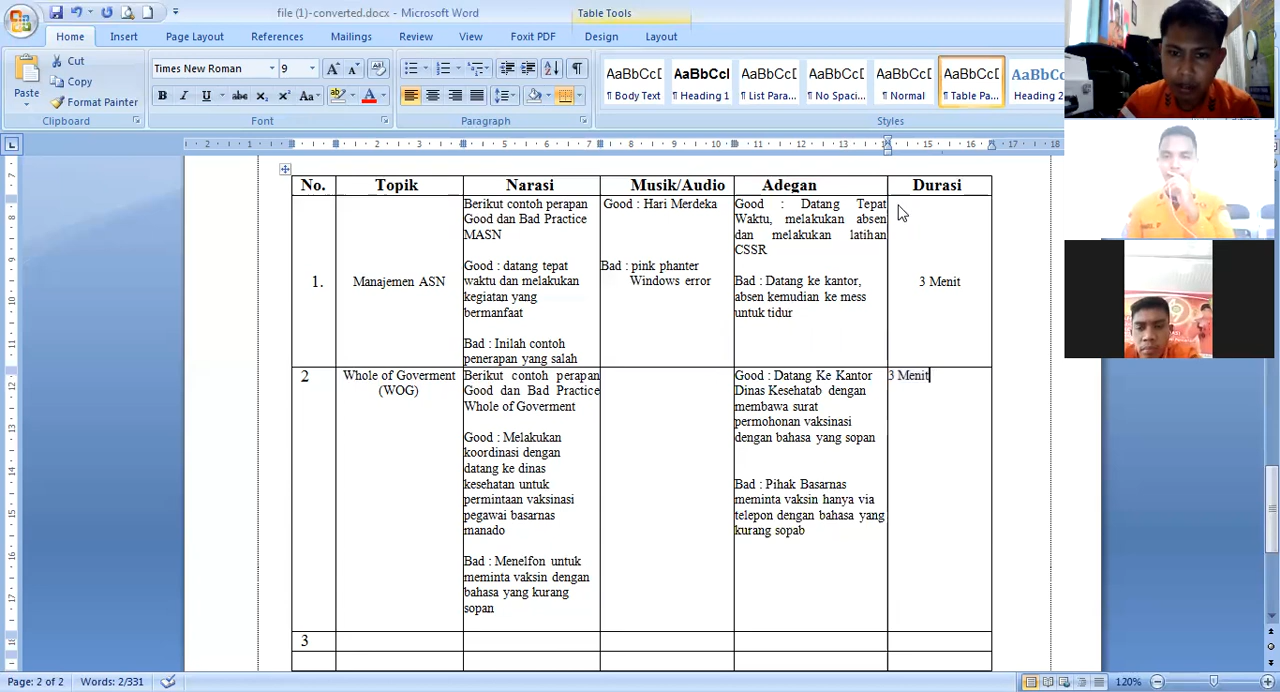 file (1)-converted.docx - Microsoft Word
Table Tools
Home Insert Page Layout References Mailings Review View Foxit PDF Design Layout
Paste
Cut
Copy
Format Painter
Clipboard
Times New Roman 9
Font
Paragraph
AaBbCcI AaBbCcI AaBbCcI AaBbCcI AaBbCcI AaBbCcI AaBbCc
¶ Body Text ¶ Heading 1 ¶ List Para... ¶ No Spaci... ¶ Normal ¶ Table Pa... Heading 2
Styles
No. Topik Narasi Musik/Audio Adegan Durasi
1.
Manajemen ASN
Berikut contoh perapan
Good dan Bad Practice
MASN
Good : datang tepat
waktu dan melakukan
kegiatan yang
bermanfaat
Bad : Inilah contoh
penerapan yang salah
Good : Hari Merdeka
Bad : pink phanter
Windows error
Good : Datang Tepat
Waktu, melakukan absen
dan melakukan latihan
CSSR
Bad : Datang ke kantor,
absen kemudian ke mess
untuk tidur
3 Menit
2
Whole of Goverment
(WOG)
Berikut contoh perapan
Good dan Bad Practice
Whole of Goverment
Good : Melakukan
koordinasi dengan
datang ke dinas
kesehatan untuk
permintaan vaksinasi
pegawai basarnas
manado
Bad : Menelfon untuk
meminta vaksin dengan
bahasa yang kurang
sopan
Good : Datang Ke Kantor
Dinas Kesehatab dengan
membawa surat
permohonan vaksinasi
dengan bahasa yang sopan
Bad : Pihak Basarnas
meminta vaksin hanya via
telepon dengan bahasa yang
kurang sopab
3 Menit
3
Page: 2 of 2 Words: 2/331 120%